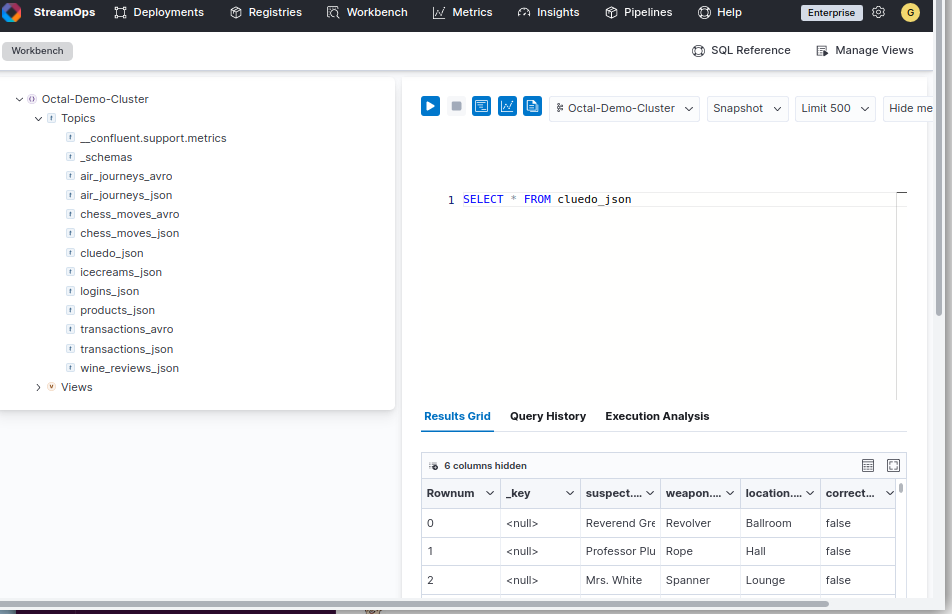 StreamOps Deployments Registries Workbench Metrics Insights Pipelines Help Enterprise G
Workbench SQL Reference Manage Views
Octal-Demo-Cluster
Topics
__confluent.support.metrics
_schemas
air_journeys_avro
air_journeys_json
chess_moves_avro
chess_moves_json
cluedo_json
icecreams_json
logins_json
products_json
transactions_avro
transactions_json
wine_reviews_json
Views
Octal-Demo-Cluster Snapshot Limit 500 Hide me
1 SELECT * FROM cluedo_json
Results Grid Query History Execution Analysis
6 columns hidden
Rownum _key suspect.... weapon.... location.... correct...
0 <null> Reverend Gre Revolver Ballroom false
1 <null> Professor Plu Rope Hall false
2 <null> Mrs. White Spanner Lounge false